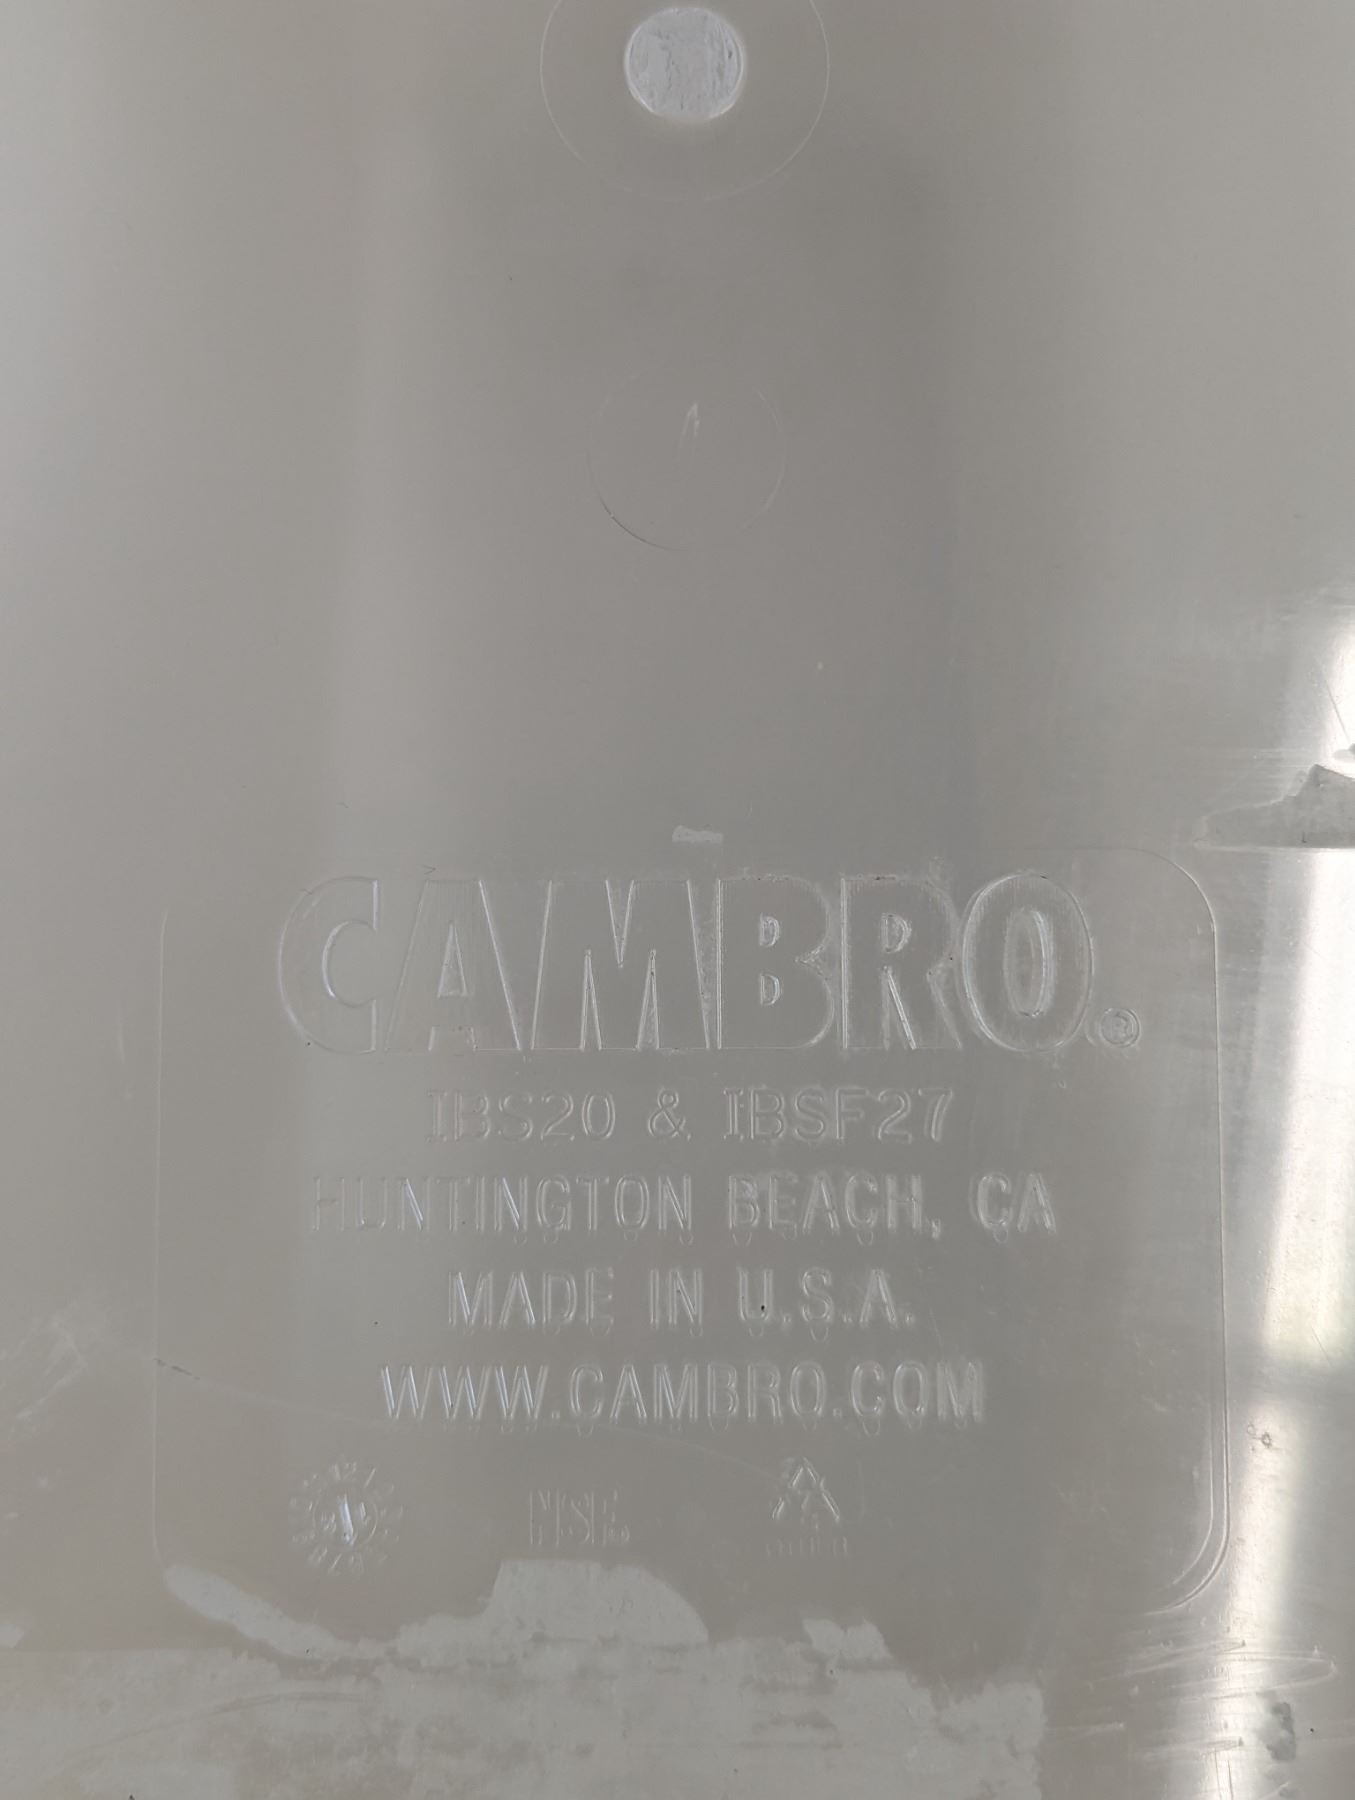 CAMBRO®
IBS20 & IBSF27
HUNTINGTON BEACH, CA
MADE IN U.S.A.
WWW.CAMBRO.COM
NSF®